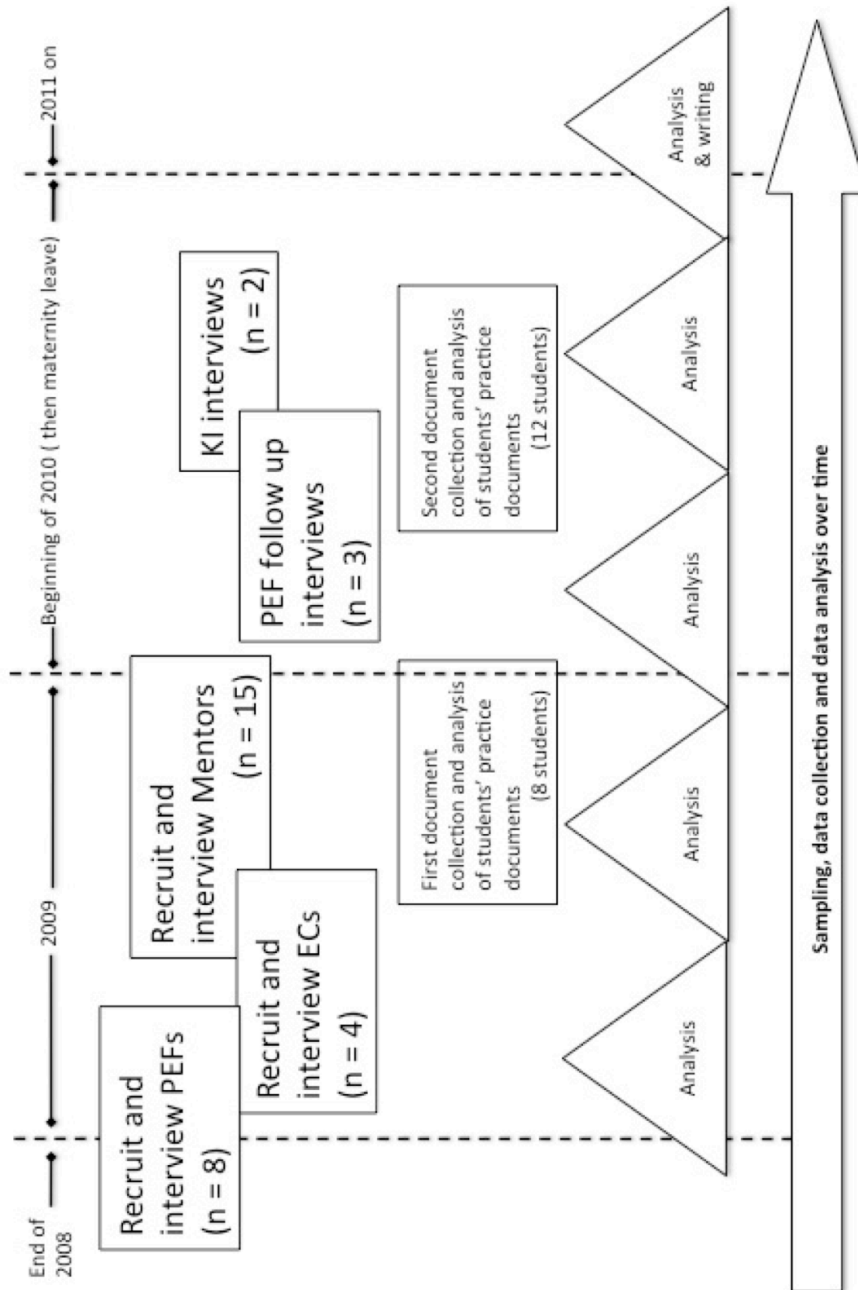 End of
2008
2009
Beginning of 2010 ( then maternity leave)
2011 on
Recruit and
interview PEFs
(n = 8)
Recruit and
interview ECs
(n = 4)
Recruit and
interview Mentors
(n = 15)
PEF follow up
interviews
(n = 3)
KI interviews
(n = 2)
First document
collection and analysis
of students’ practice
documents
(8 students)
Second document
collection and analysis
of students’ practice
documents
(12 students)
Analysis
Analysis
Analysis
Analysis
Analysis
& writing
Sampling, data collection and data analysis over time